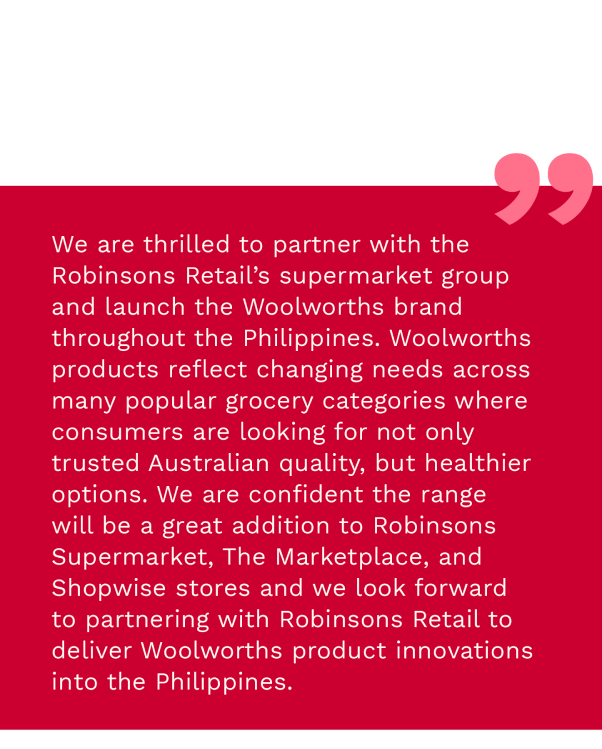 ”
We are thrilled to partner with the
Robinsons Retail’s supermarket group
and launch the Woolworths brand
throughout the Philippines. Woolworths
products reflect changing needs across
many popular grocery categories where
consumers are looking for not only
trusted Australian quality, but healthier
options. We are confident the range
will be a great addition to Robinsons
Supermarket, The Marketplace, and
Shopwise stores and we look forward
to partnering with Robinsons Retail to
deliver Woolworths product innovations
into the Philippines.